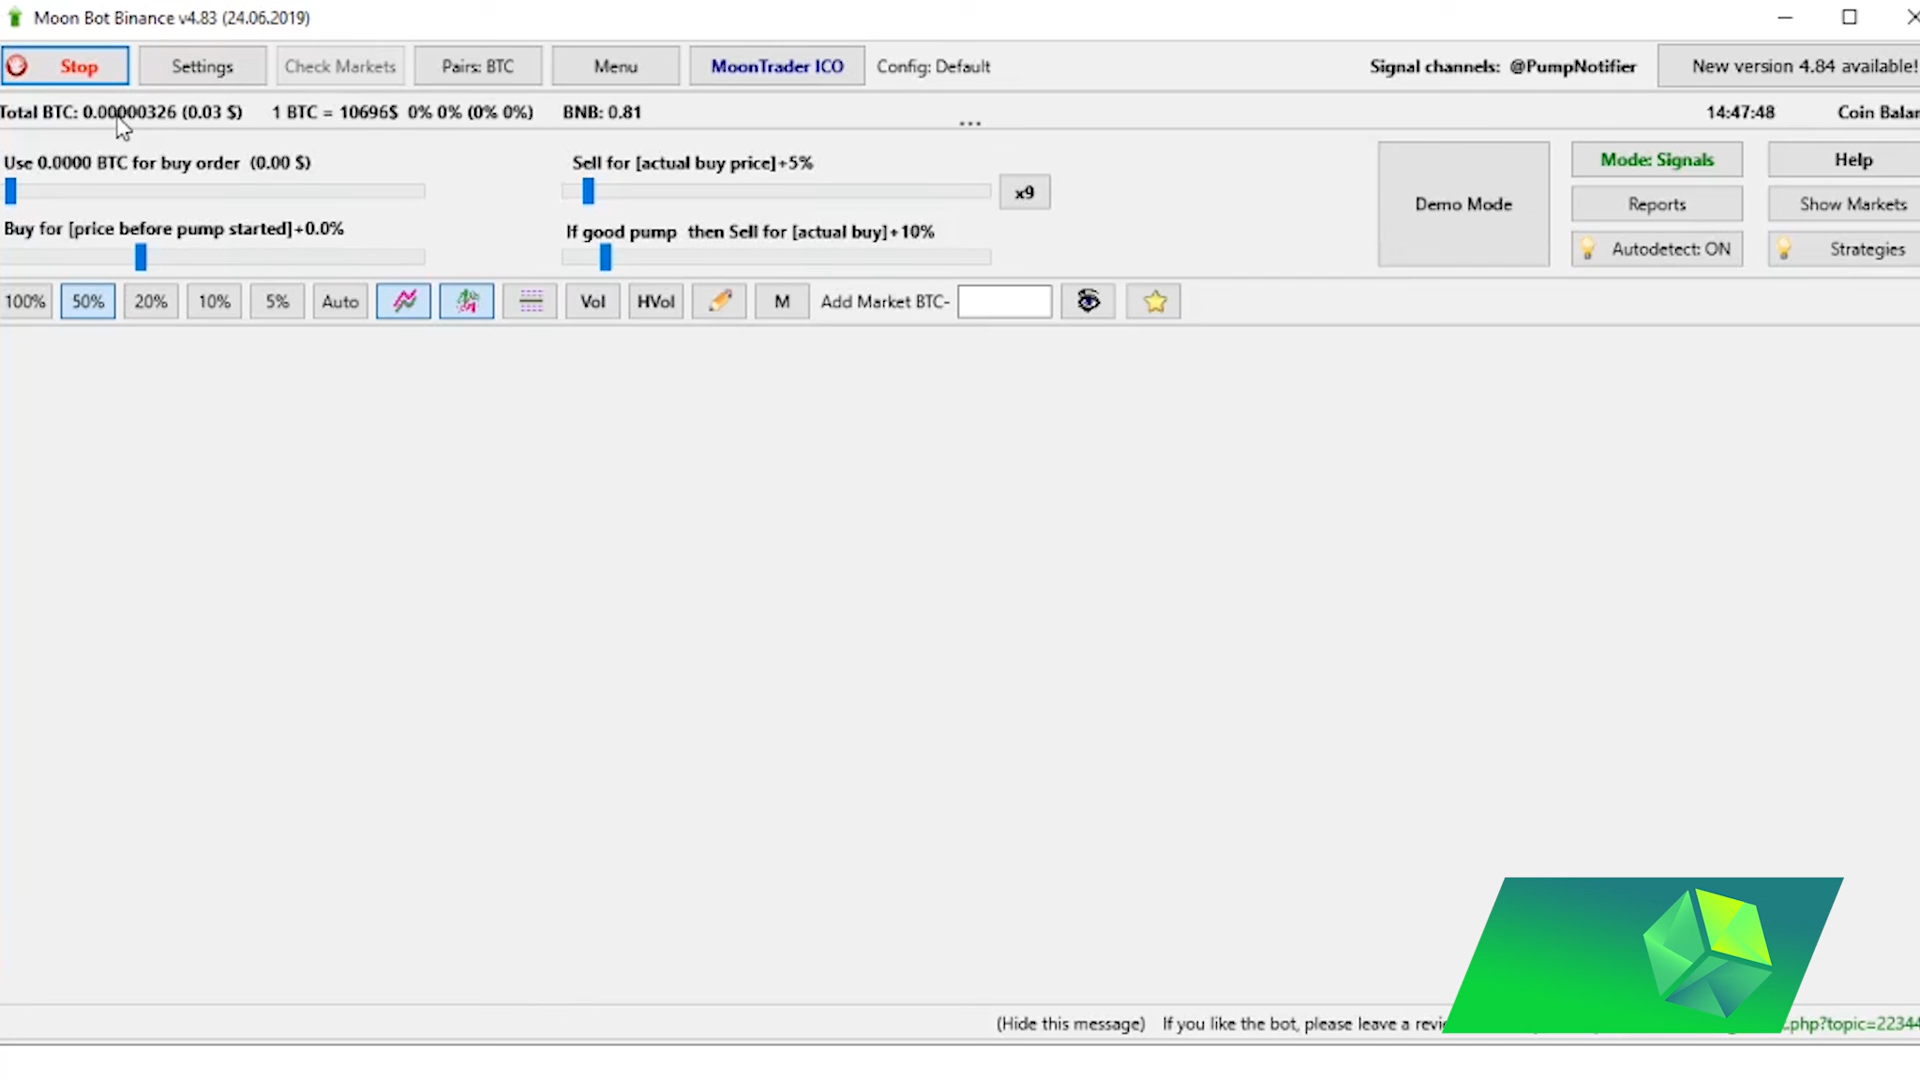 Moon Bot Binance v4.83 (24.06.2019)
Stop Settings Check Markets Pairs: BTC Menu MoonTrader ICO Config: Default Signal channels: @PumpNotifier New version 4.84 available!
Total BTC: 0.00000326 (0.03 $) 1 BTC = 10696$ 0% 0% (0% 0%) BNB: 0.81 ... 14:47:48 Coin
Use 0.0000 BTC for buy order (0.00 $) Sell for [actual buy price]+5% Mode: Signals Help
x9
Demo Mode Reports Show Markets
Buy for [price before pump started]+0.0% If good pump then Sell for [actual buy]+10%
Autodetect: ON Strategies
100% 50% 20% 10% 5% Auto Vol HVol M Add Market BTC-
(Hide this message) If you like the bot, please leave a .php?topic=22344